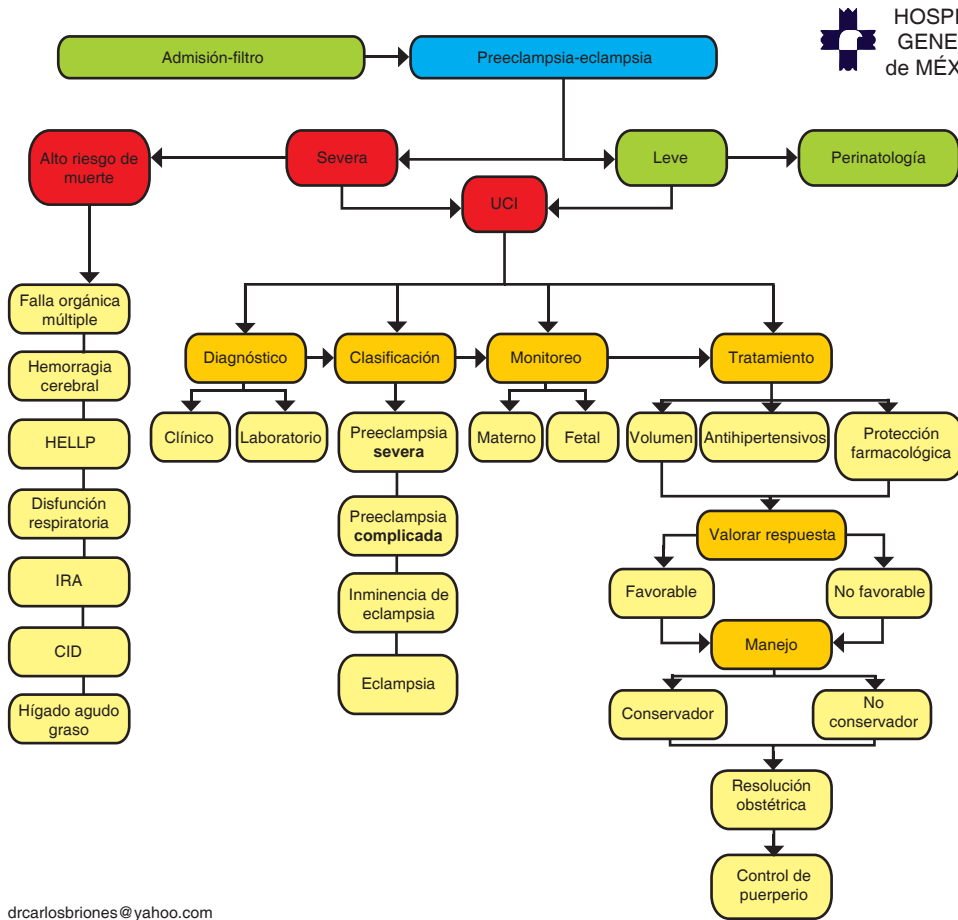 HOSPI
GENE
de MÉX
Admisión-filtro
Preeclampsia-eclampsia
Alto riesgo de
muerte
Severa
Leve
Perinatología
UCI
Falla orgánica
múltiple
Hemorragia
cerebral
HELLP
Disfunción
respiratoria
IRA
CID
Hígado agudo
graso
Diagnóstico
Clasificación
Monitoreo
Tratamiento
Clínico
Laboratorio
Preeclampsia
severa
Preeclampsia
complicada
Inminencia de
eclampsia
Eclampsia
Materno
Fetal
Volumen
Antihipertensivos
Protección
farmacológica
Valorar respuesta
Favorable
No favorable
Manejo
Conservador
No
conservador
Resolución
obstétrica
Control de
puerperio
drcarlosbriones@yahoo.com